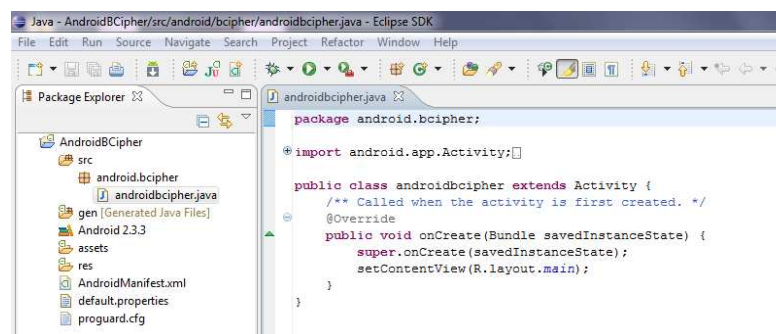 Java - AndroidBCipher/src/android/bcipher/androidbcipher.java - Eclipse SDK
File Edit Run Source Navigate Search Project Refactor Window Help
Package Explorer
AndroidBCipher
src
android.bcipher
androidbcipher.java
gen [Generated Java Files]
Android 2.3.3
assets
res
AndroidManifest.xml
default.properties
proguard.cfg
androidbcipher.java
package android.bcipher;
import android.app.Activity;
public class androidbcipher extends Activity {
/** Called when the activity is first created. */
@Override
public void onCreate(Bundle savedInstanceState) {
super.onCreate(savedInstanceState);
setContentView(R.layout.main);
}
}